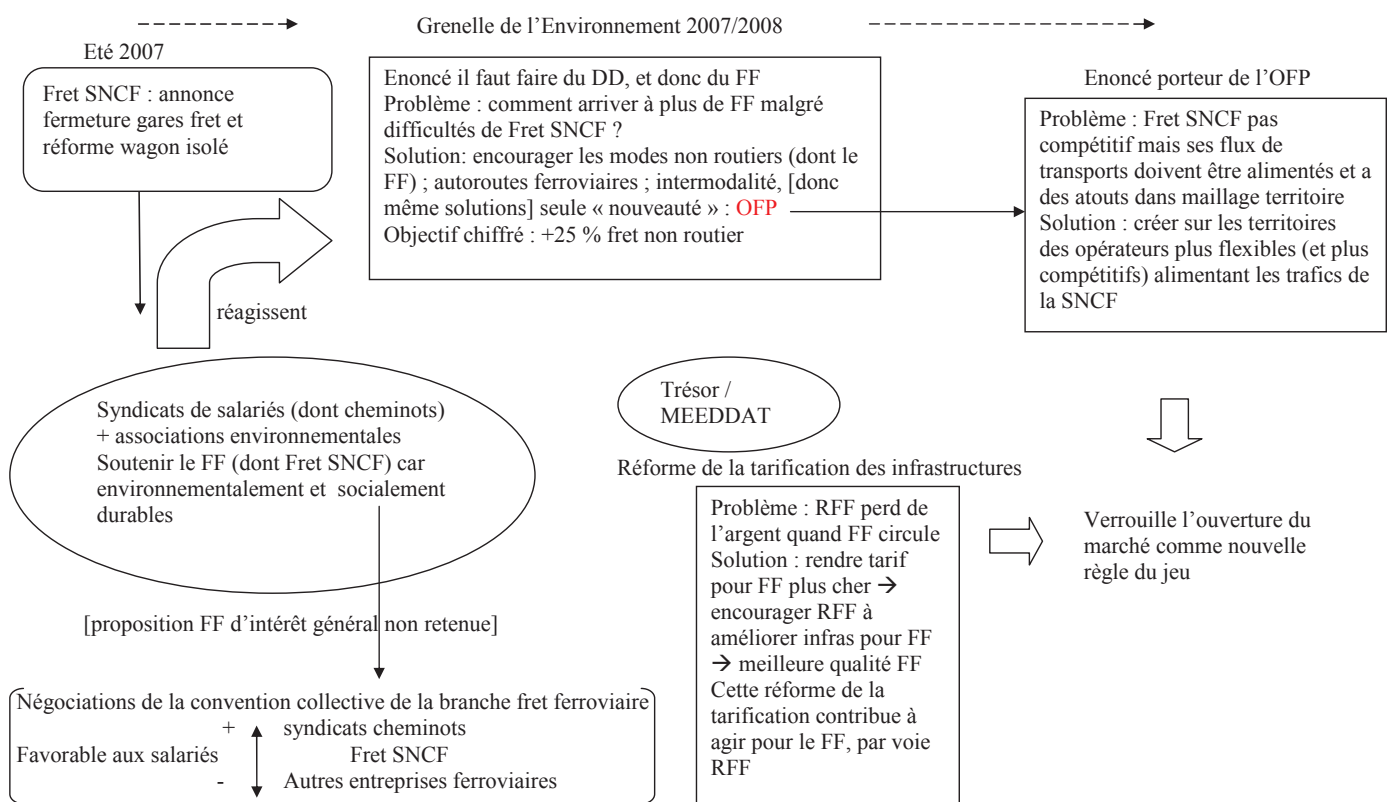 Grenelle de l’Environnement 2007/2008
Eté 2007
Fret SNCF : annonce
fermeture gares fret et
réforme wagon isolé
Enoncé il faut faire du DD, et donc du FF
Problème : comment arriver à plus de FF malgré
difficultés de Fret SNCF ?
Solution: encourager les modes non routiers (dont le
FF) ; autoroutes ferroviaires ; intermodalité, [donc
même solutions] seule « nouveauté » : OFP
Objectif chiffré : +25 % fret non routier
Enoncé porteur de l’OFP
Problème : Fret SNCF pas
compétitif mais ses flux de
transports doivent être alimentés et a
des atouts dans maillage territoire
Solution : créer sur les territoires
des opérateurs plus flexibles (et plus
compétitifs) alimentant les trafics de
la SNCF
réagissent
Syndicats de salariés (dont cheminots)
+ associations environnementales
Soutenir le FF (dont Fret SNCF) car
environnementalement et socialement
durables
Trésor /
MEEDDAT
Réforme de la tarification des infrastructures
Problème : RFF perd de
l’argent quand FF circule
Solution : rendre tarif
pour FF plus cher →
encourager RFF à
améliorer infras pour FF
→ meilleure qualité FF
Cette réforme de la
tarification contribue à
agir pour le FF, par voie
RFF
Verrouille l’ouverture du
marché comme nouvelle
règle du jeu
[proposition FF d’intérêt général non retenue]
Négociations de la convention collective de la branche fret ferroviaire
+ syndicats cheminots
Favorable aux salariés Fret SNCF
- Autres entreprises ferroviaires